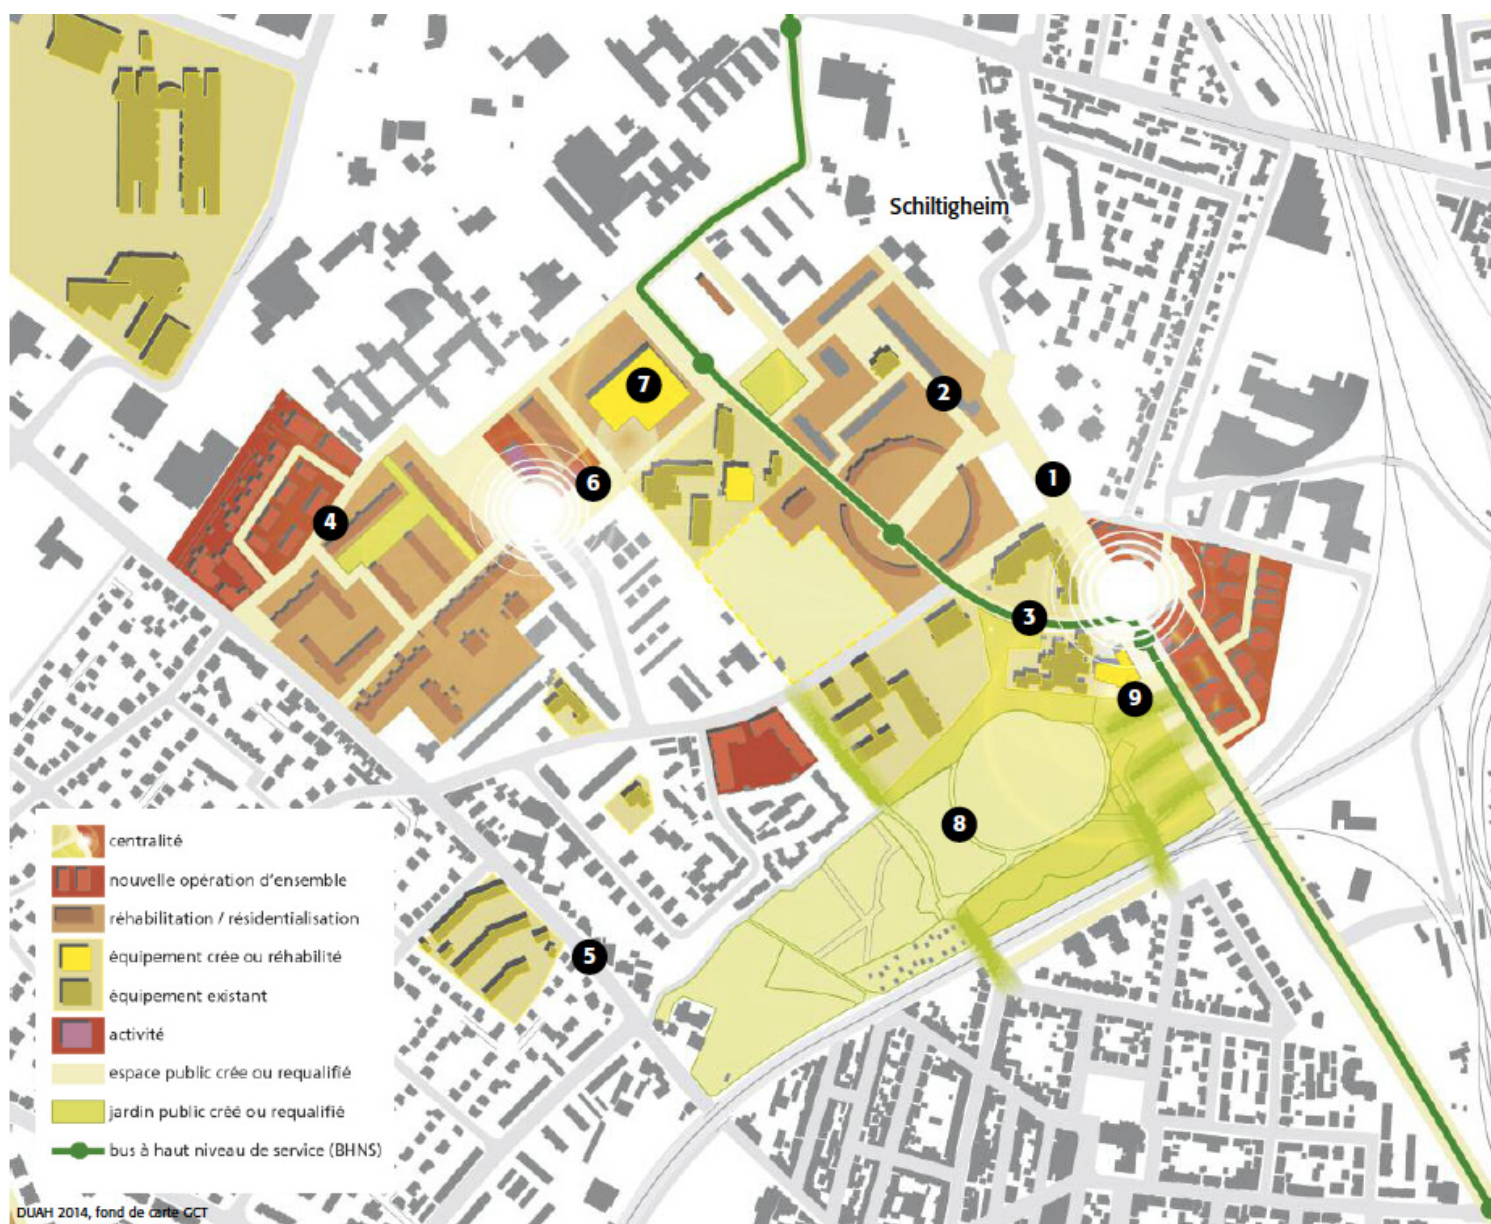 Schiltigheim
7
2
1
6
4
3
9
8
5
centralité
nouvelle opération d'ensemble
réhabilitation / résidentialisation
équipement crée ou réhabilité
équipement existant
activité
espace public crée ou requalifié
jardin public créé ou requalifié
bus à haut niveau de service (BHNS)
DUAH 2014, fond de carte GCT